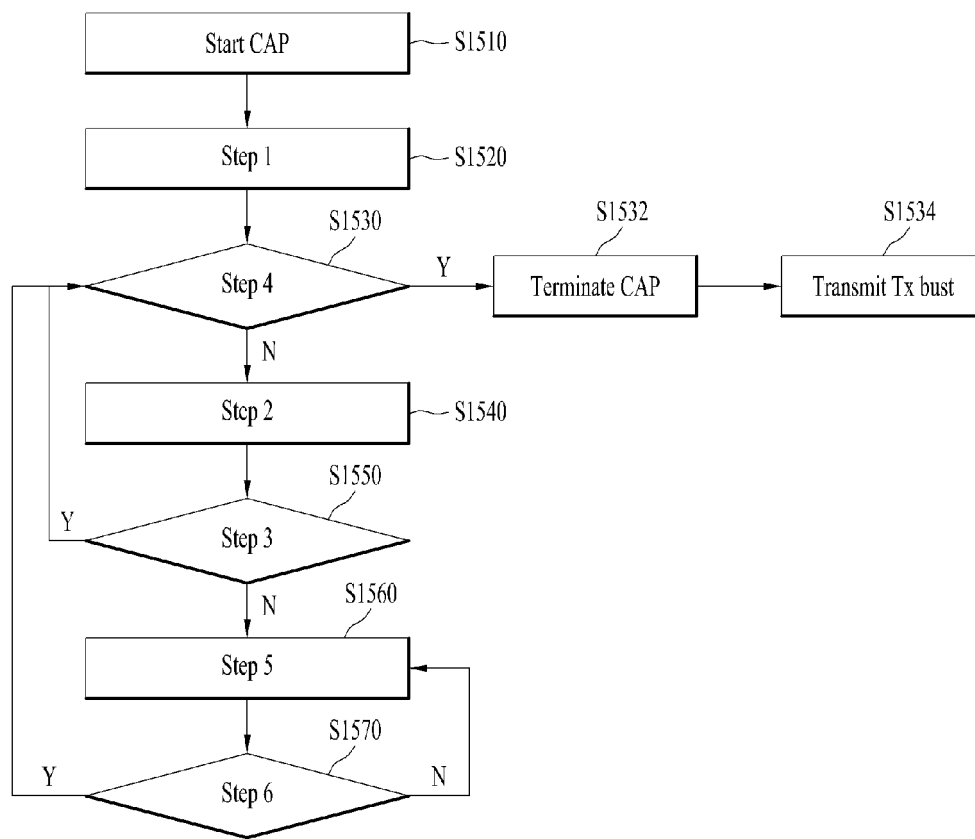 Start CAP
S1510
Step 1
S1520
S1530
Step 4
Y
N
S1532
Terminate CAP
S1534
Transmit Tx bust
Step 2
S1540
S1550
Step 3
Y
N
S1560
Step 5
S1570
Step 6
Y
N